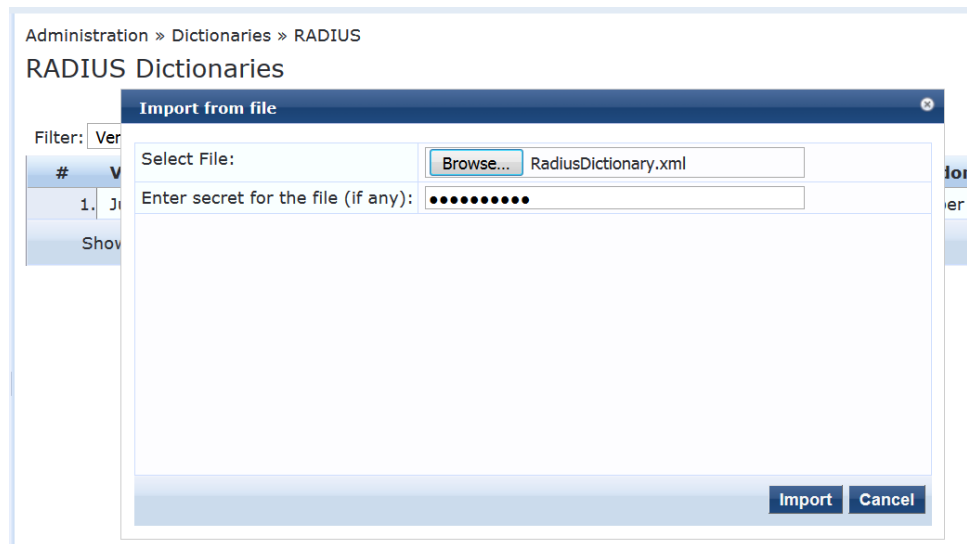 Administration » Dictionaries » RADIUS
RADIUS Dictionaries
Import from file
Filter:
Select File: Browse... RadiusDictionary.xml
#
Enter secret for the file (if any): ●●●●●●●●●●
1.
Import Cancel